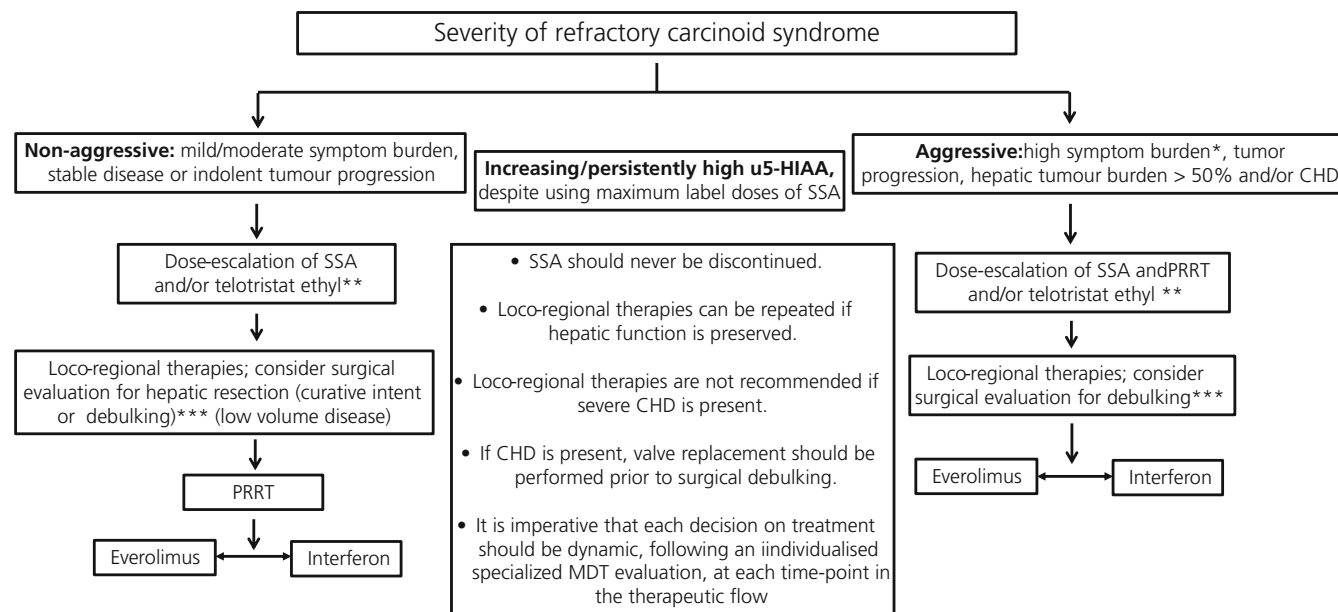 Severity of refractory carcinoid syndrome
Non-aggressive: mild/moderate symptom burden,
stable disease or indolent tumour progression
Increasing/persistently high u5-HIAA,
despite using maximum label doses of SSA
Aggressive:high symptom burden*, tumor
progression, hepatic tumour burden > 50% and/or CHD
Dose-escalation of SSA
and/or telotristat ethyl**
Loco-regional therapies; consider surgical
evaluation for hepatic resection (curative intent
or debulking)*** (low volume disease)
PRRT
Everolimus
Interferon
• SSA should never be discontinued.
• Loco-regional therapies can be repeated if
hepatic function is preserved.
• Loco-regional therapies are not recommended if
severe CHD is present.
• If CHD is present, valve replacement should be
performed prior to surgical debulking.
• It is imperative that each decision on treatment
should be dynamic, following an iindividualised
specialized MDT evaluation, at each time-point in
the therapeutic flow
Dose-escalation of SSA andPRRT
and/or telotristat ethyl **
Loco-regional therapies; consider
surgical evaluation for debulking***
Everolimus
Interferon